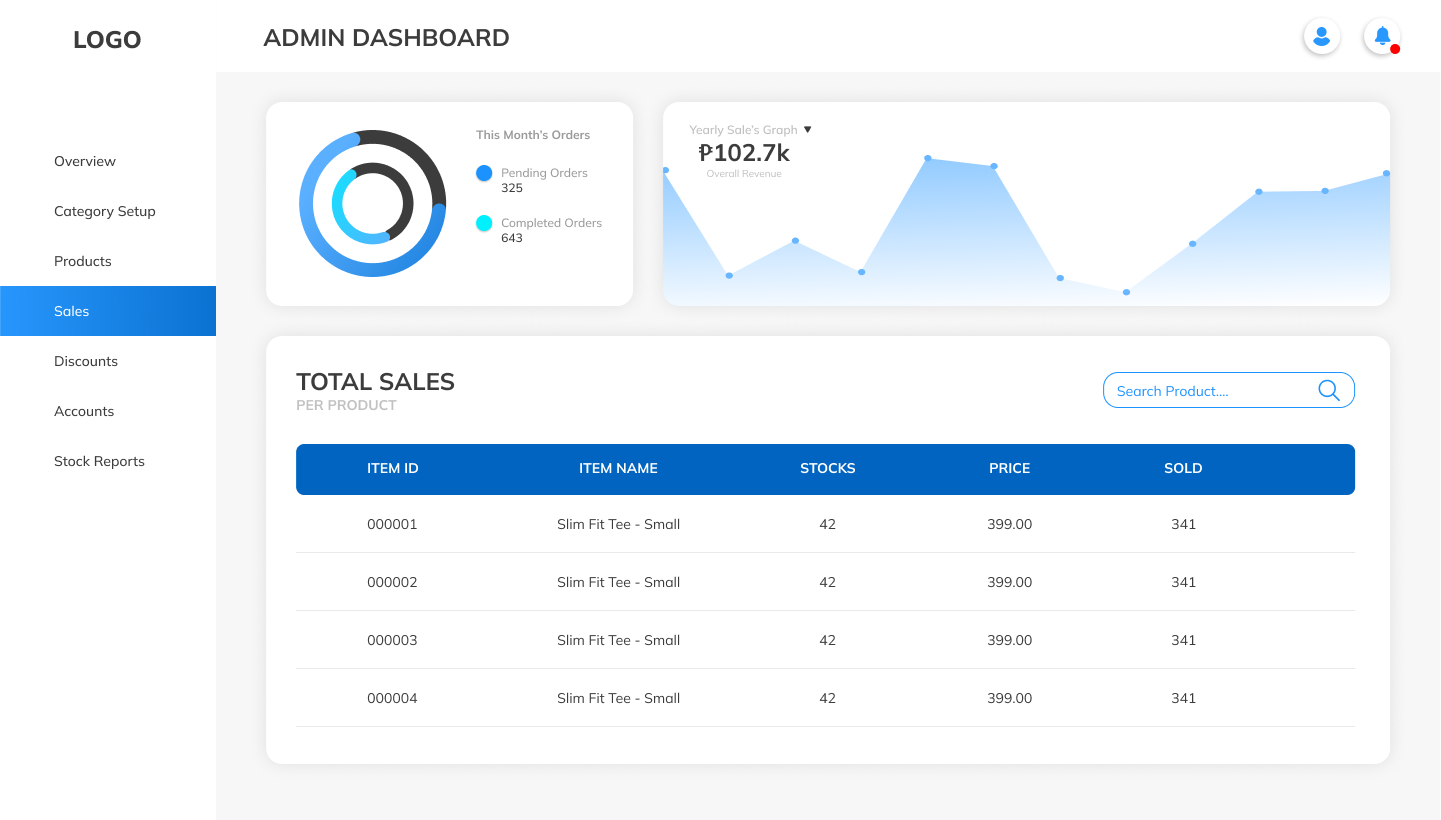 LOGO
ADMIN DASHBOARD
Overview
Category Setup
Products
Sales
Discounts
Accounts
Stock Reports
This Month's Orders
Pending Orders
325
Completed Orders
643
Yearly Sale's Graph ▼
₱102.7k
Overall Revenue
TOTAL SALES
PER PRODUCT
Search Product....
ITEM ID ITEM NAME STOCKS PRICE SOLD
000001 Slim Fit Tee - Small 42 399.00 341
000002 Slim Fit Tee - Small 42 399.00 341
000003 Slim Fit Tee - Small 42 399.00 341
000004 Slim Fit Tee - Small 42 399.00 341